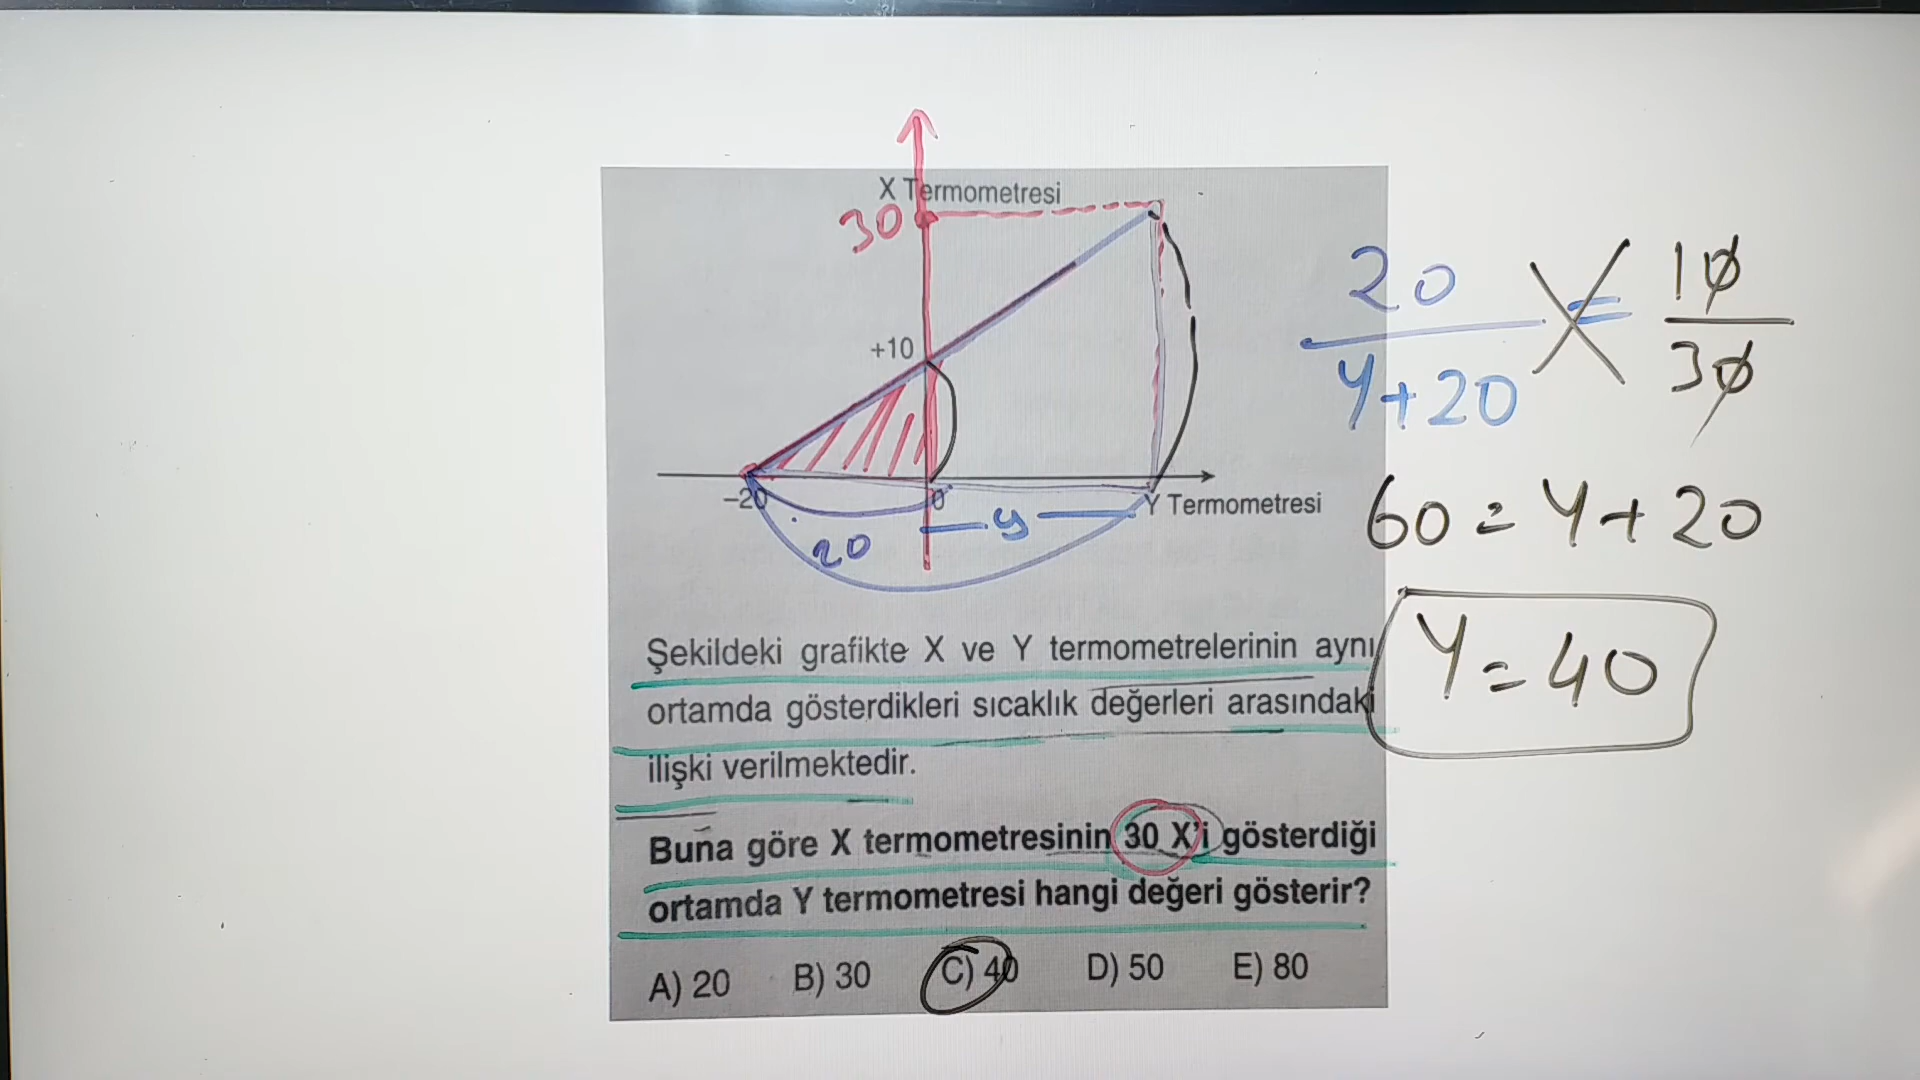 X Termometresi
30
+10
-20
0
Y Termometresi
y
20
20 / y+20 = 10 / 30
60 = y + 20
y = 40
Şekildeki grafikte X ve Y termometrelerinin aynı
ortamda gösterdikleri sıcaklık değerleri arasındaki
ilişki verilmektedir.
Buna göre X termometresinin 30 X'i gösterdiği
ortamda Y termometresi hangi değeri gösterir?
A) 20 B) 30 C) 40 D) 50 E) 80